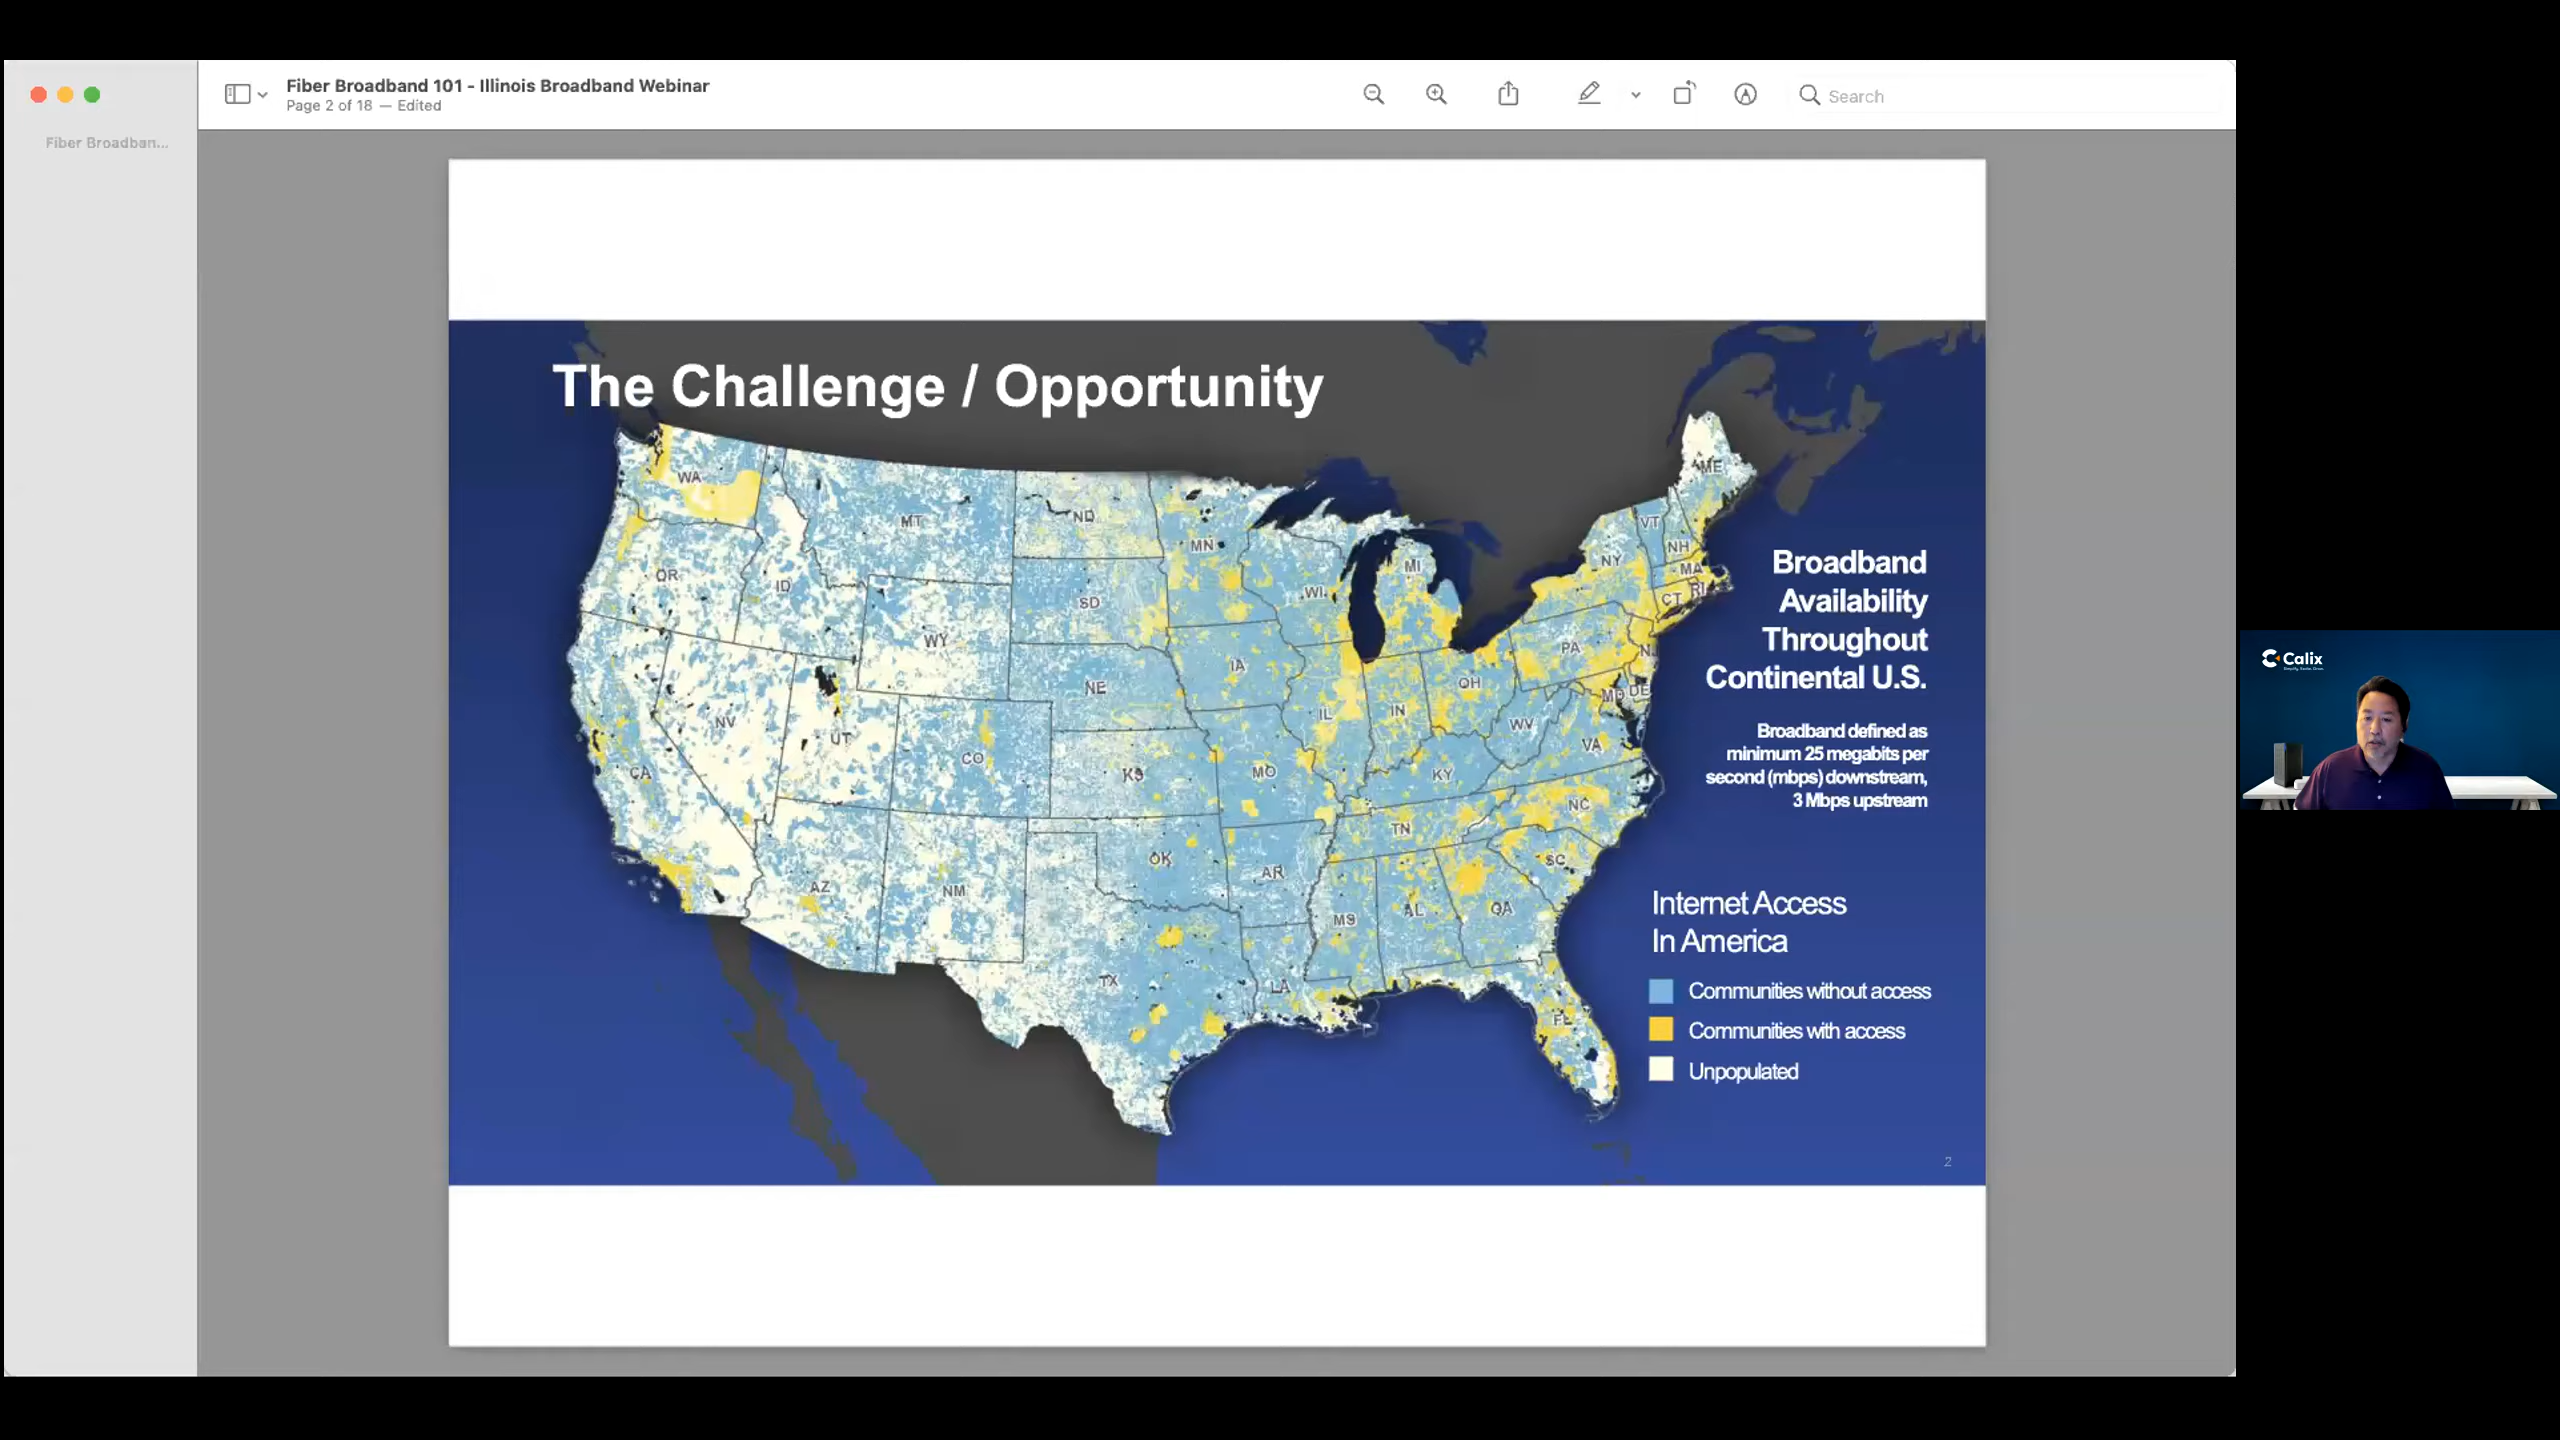 Fiber Broadband 101 - Illinois Broadband Webinar
Page 2 of 18 — Edited
Search
Fiber Broadban...
The Challenge / Opportunity
WA
MT
ND
MN
OR
ID
SD
WI
MI
NY
VT
NH
ME
MA
RI
CT
WY
NE
IA
PA
NJ
NV
UT
CO
KS
IL
IN
OH
WV
MD
DE
VA
CA
MO
KY
NC
TN
SC
AZ
NM
OK
AR
MS
AL
GA
TX
LA
FL
Broadband
Availability
Throughout
Continental U.S.
Broadband defined as
minimum 25 megabits per
second (mbps) downstream,
3 Mbps upstream
Internet Access
In America
Communities without access
Communities with access
Unpopulated
2
Calix